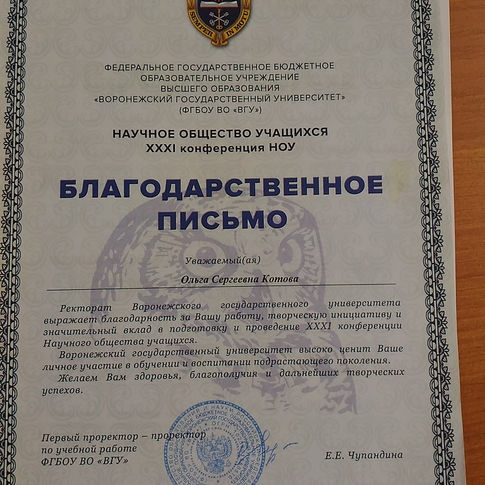 SEMPER IN MOTU
ФЕДЕРАЛЬНОЕ ГОСУДАРСТВЕННОЕ БЮДЖЕТНОЕ
ОБРАЗОВАТЕЛЬНОЕ УЧРЕЖДЕНИЕ
ВЫСШЕГО ОБРАЗОВАНИЯ
«ВОРОНЕЖСКИЙ ГОСУДАРСТВЕННЫЙ УНИВЕРСИТЕТ»
(ФГБОУ ВО «ВГУ»)
НАУЧНОЕ ОБЩЕСТВО УЧАЩИХСЯ
XXXI конференция НОУ
БЛАГОДАРСТВЕННОЕ
ПИСЬМО
Уважаемый(ая)
Ольга Сергеевна Котова
Ректорат Воронежского государственного университета
выражает благодарность за Вашу работу, творческую инициативу и
значительный вклад в подготовку и проведение XXXI конференции
Научного общества учащихся.
Воронежский государственный университет высоко ценит Ваше
личное участие в обучении и воспитании подрастающего поколения.
Желаем Вам здоровья, благополучия и дальнейших творческих
успехов.
Первый проректор – проректор
по учебной работе
ФГБОУ ВО «ВГУ»
Е.Е. Чупандина